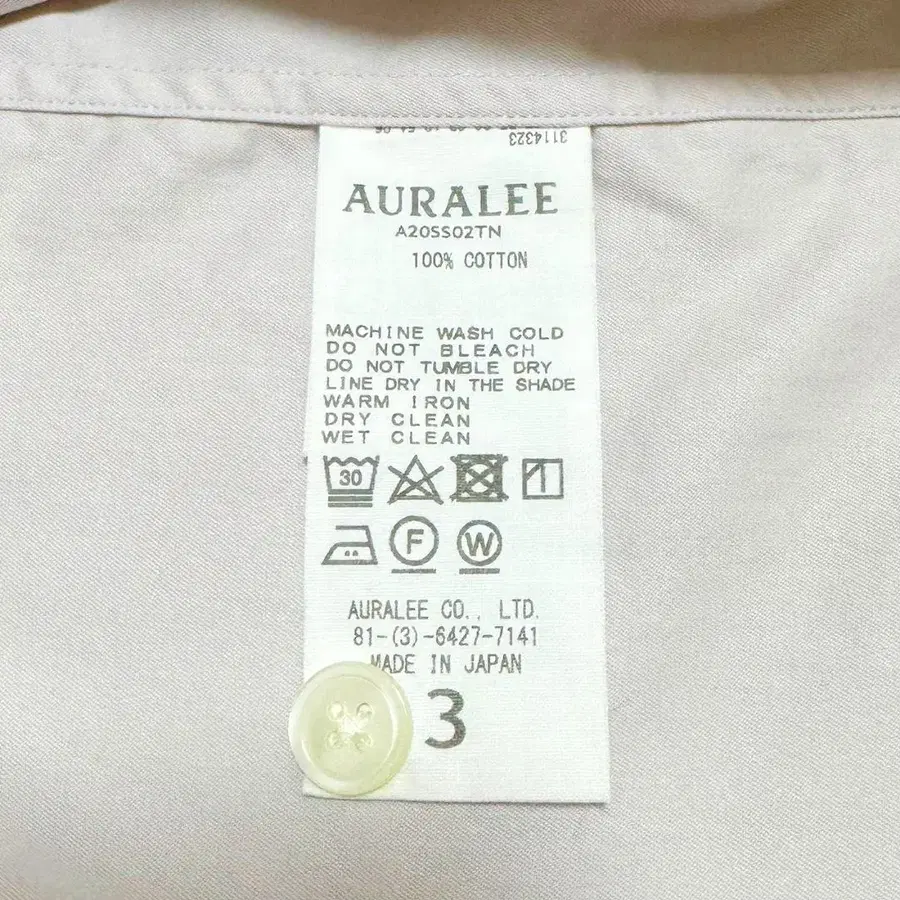 3114323
AURALEE
A20SS02TN
100% COTTON
MACHINE WASH COLD
DO NOT BLEACH
DO NOT TUMBLE DRY
LINE DRY IN THE SHADE
WARM IRON
DRY CLEAN
WET CLEAN
30
F W
AURALEE CO., LTD.
81-(3)-6427-7141
MADE IN JAPAN
3